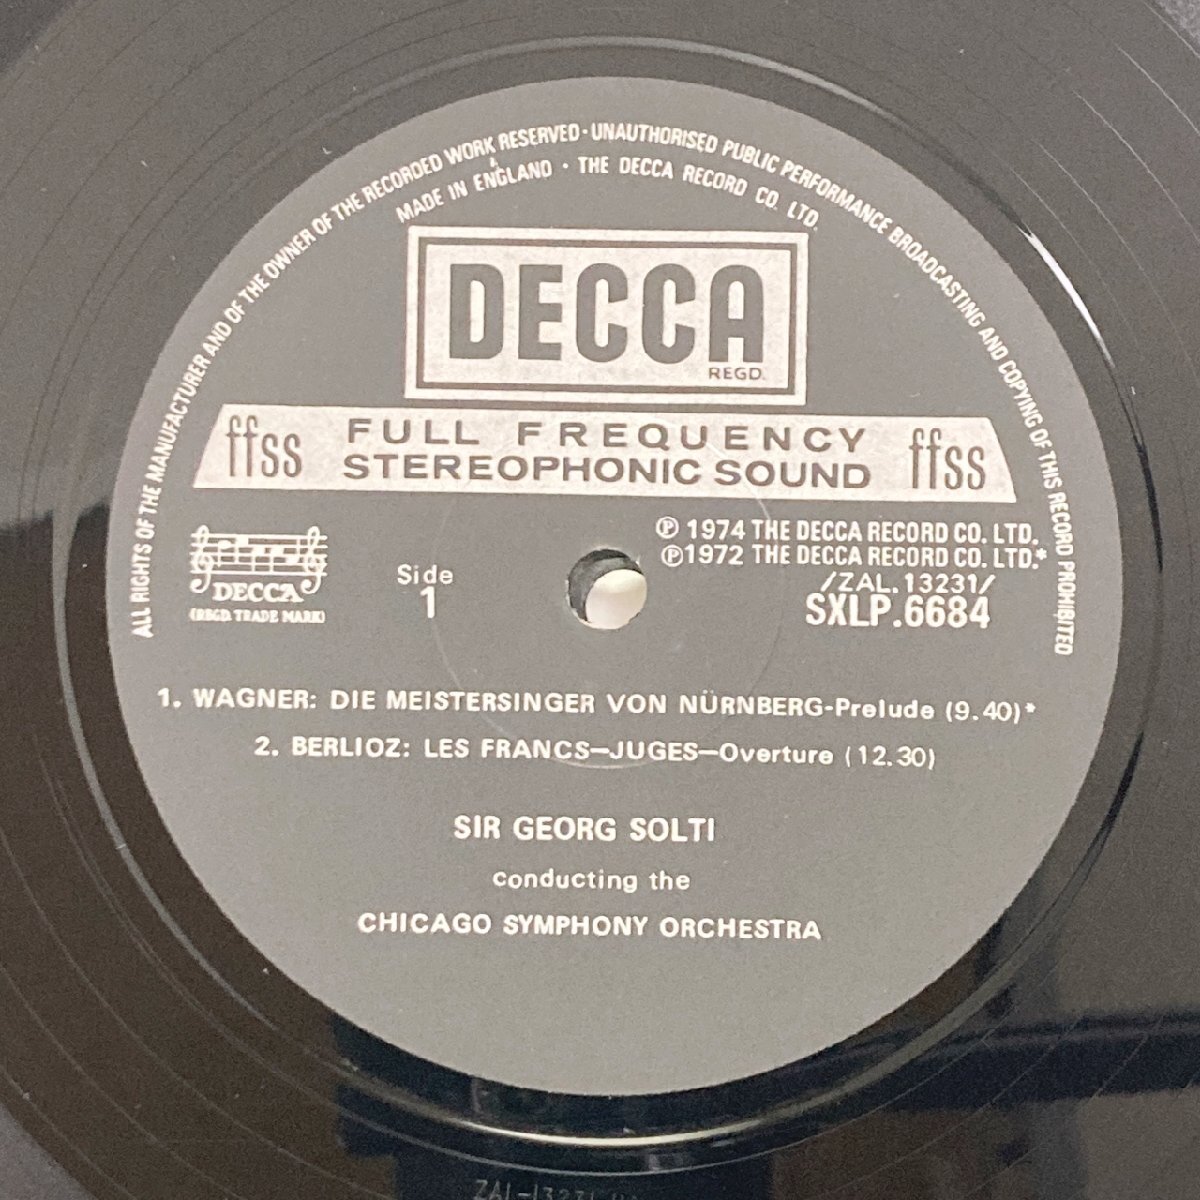 ALL RIGHTS OF THE MANUFACTURER AND OF THE OWNER OF THE RECORDED WORK RESERVED · UNAUTHORISED PUBLIC PERFORMANCE BROADCASTING AND COPYING OF THIS RECORD PROHIBITED
MADE IN ENGLAND · THE DECCA RECORD CO. LTD.
DECCA
REGD.
ffss FULL FREQUENCY ffss
STEREOPHONIC SOUND
℗ 1974 THE DECCA RECORD CO. LTD.
℗1972 THE DECCA RECORD CO. LTD.*
DECCA
(REGD. TRADE MARK)
Side
1
/ZAL.13231/
SXLP.6684
1. WAGNER: DIE MEISTERSINGER VON NÜRNBERG-Prelude (9.40)*
2. BERLIOZ: LES FRANCS–JUGES–Overture (12.30)
SIR GEORG SOLTI
conducting the
CHICAGO SYMPHONY ORCHESTRA